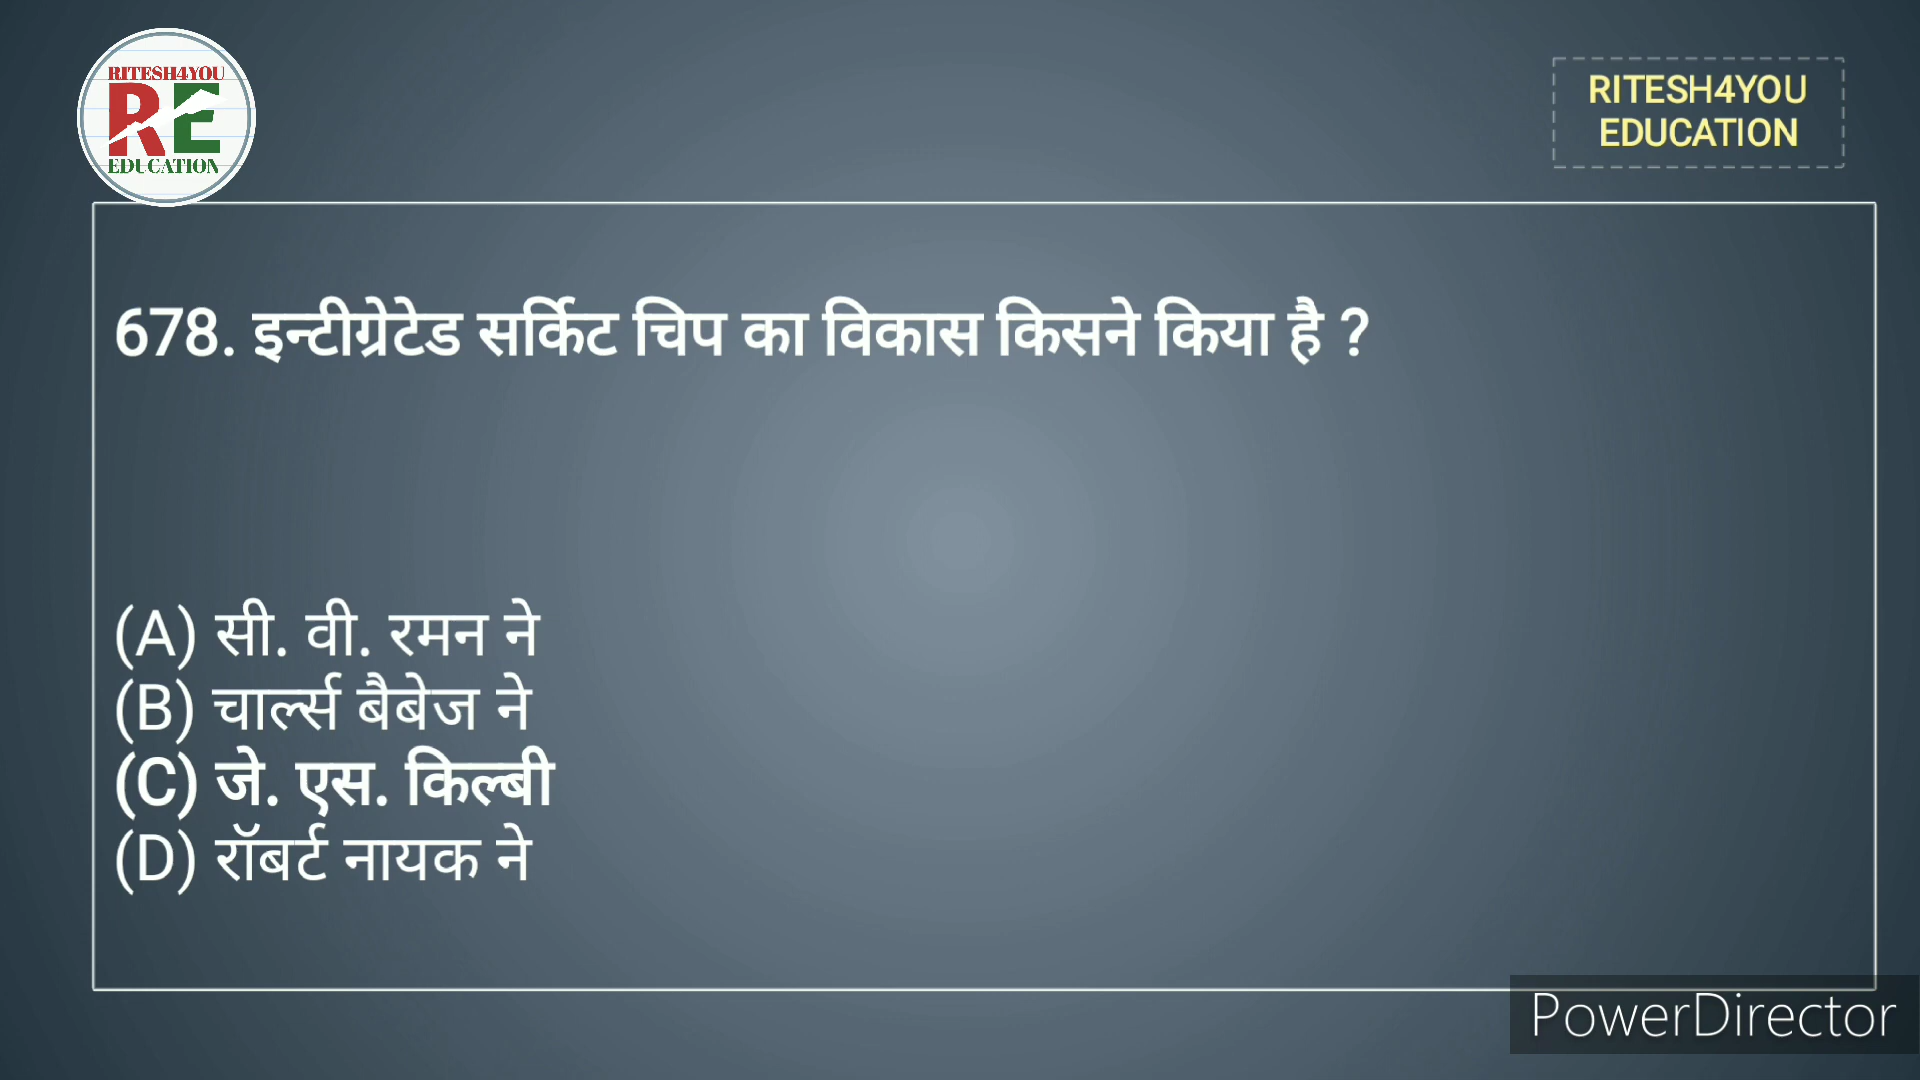 RITESH4YOU
RE
EDUCATION
RITESH4YOU
EDUCATION
678. इन्टीग्रेटेड सर्किट चिप का विकास किसने किया है ?
(A) सी. वी. रमन ने
(B) चार्ल्स बैबेज ने
(C) जे. एस. किल्बी
(D) रॉबर्ट नायक ने
PowerDirector